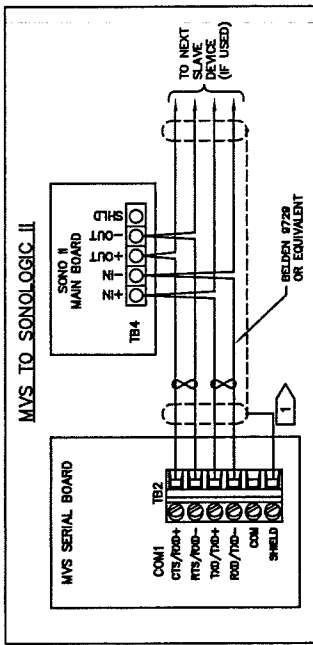 MVS TO SONOLOGIC II
MVS SERIAL BOARD
COM1
TB2
CTS/RXD+
RTS/RXD-
TXD/TXD+
RXD/TXD-
COM
SHIELD
SONO II
MAIN BOARD
TB4
+IN
-IN
+OUT
-OUT
SHLD
TO NEXT
SLAVE
DEVICE
(IF USED)
BELDEN 9729
OR EQUIVALENT
1